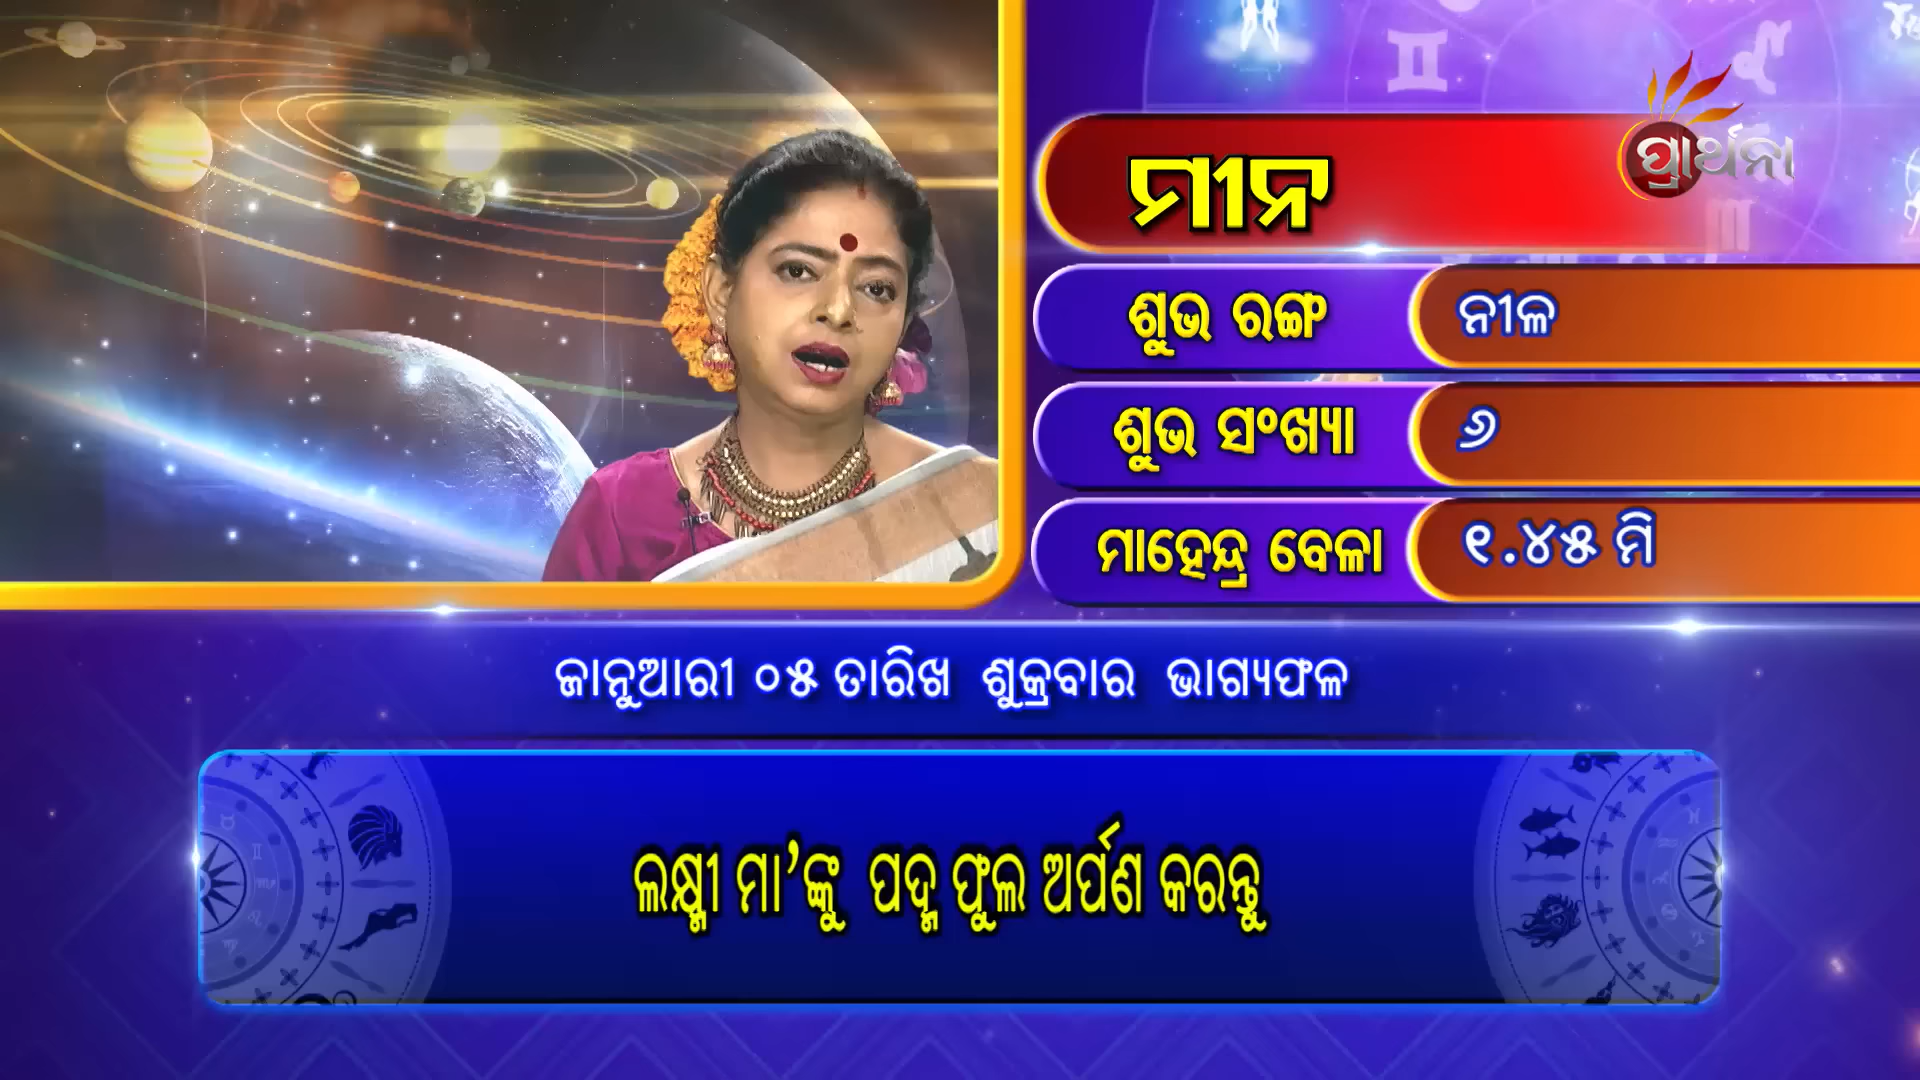 ପ୍ରାର୍ଥନା
ମୀନ
ଶୁଭ ରଙ୍ଗ ନୀଳ
ଶୁଭ ସଂଖ୍ୟା ୬
ମାହେନ୍ଦ୍ର ବେଳା ୧.୪୫ ମି
ଜାନୁଆରୀ ୦୫ ତାରିଖ ଶୁକ୍ରବାର ଭାଗ୍ୟଫଳ
ଲକ୍ଷ୍ମୀ ମା’ଙ୍କୁ ପଦ୍ମ ଫୁଲ ଅର୍ପଣ କରନ୍ତୁ